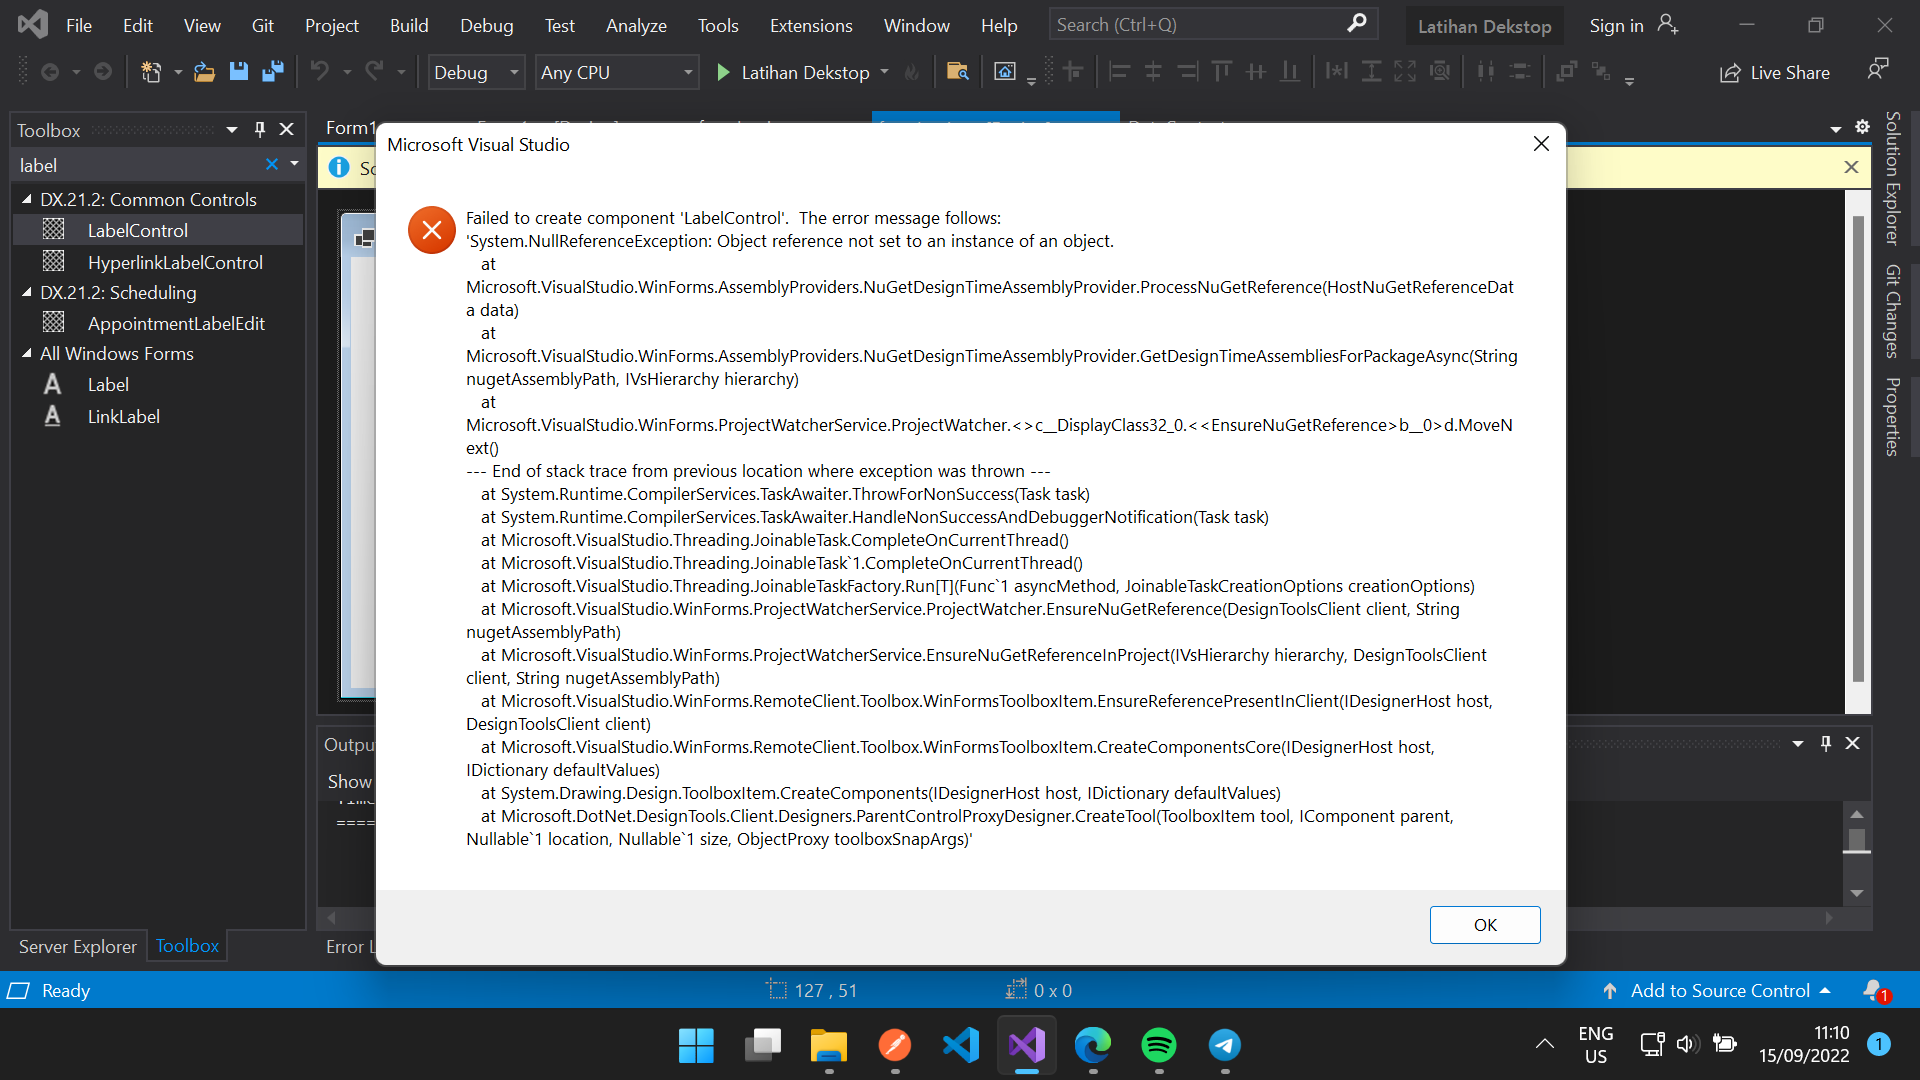 File Edit View Git Project Build Debug Test Analyze Tools Extensions Window Help Search (Ctrl+Q) Latihan Dekstop Sign in
Debug Any CPU Latihan Dekstop Live Share
Toolbox
label
DX.21.2: Common Controls
LabelControl
HyperlinkLabelControl
DX.21.2: Scheduling
AppointmentLabelEdit
All Windows Forms
Label
LinkLabel
Server Explorer Toolbox
Form1
Microsoft Visual Studio
Failed to create component 'LabelControl'.  The error message follows:
'System.NullReferenceException: Object reference not set to an instance of an object.
at
Microsoft.VisualStudio.WinForms.AssemblyProviders.NuGetDesignTimeAssemblyProvider.ProcessNuGetReference(HostNuGetReferenceDat
a data)
at
Microsoft.VisualStudio.WinForms.AssemblyProviders.NuGetDesignTimeAssemblyProvider.GetDesignTimeAssembliesForPackageAsync(String
nugetAssemblyPath, IVsHierarchy hierarchy)
at
Microsoft.VisualStudio.WinForms.ProjectWatcherService.ProjectWatcher.<>c__DisplayClass32_0.<<EnsureNuGetReference>b__0>d.MoveN
ext()
--- End of stack trace from previous location where exception was thrown ---
at System.Runtime.CompilerServices.TaskAwaiter.ThrowForNonSuccess(Task task)
at System.Runtime.CompilerServices.TaskAwaiter.HandleNonSuccessAndDebuggerNotification(Task task)
at Microsoft.VisualStudio.Threading.JoinableTask.CompleteOnCurrentThread()
at Microsoft.VisualStudio.Threading.JoinableTask`1.CompleteOnCurrentThread()
at Microsoft.VisualStudio.Threading.JoinableTaskFactory.Run[T](Func`1 asyncMethod, JoinableTaskCreationOptions creationOptions)
at Microsoft.VisualStudio.WinForms.ProjectWatcherService.ProjectWatcher.EnsureNuGetReference(DesignToolsClient client, String
nugetAssemblyPath)
at Microsoft.VisualStudio.WinForms.ProjectWatcherService.EnsureNuGetReferenceInProject(IVsHierarchy hierarchy, DesignToolsClient
client, String nugetAssemblyPath)
at Microsoft.VisualStudio.WinForms.RemoteClient.Toolbox.WinFormsToolboxItem.EnsureReferencePresentInClient(IDesignerHost host,
DesignToolsClient client)
at Microsoft.VisualStudio.WinForms.RemoteClient.Toolbox.WinFormsToolboxItem.CreateComponentsCore(IDesignerHost host,
IDictionary defaultValues)
at System.Drawing.Design.ToolboxItem.CreateComponents(IDesignerHost host, IDictionary defaultValues)
at Microsoft.DotNet.DesignTools.Client.Designers.ParentControlProxyDesigner.CreateTool(ToolboxItem tool, IComponent parent,
Nullable`1 location, Nullable`1 size, ObjectProxy toolboxSnapArgs)'
OK
Outpu
Show
====
Error L
Solution Explorer
Git Changes
Properties
Ready 127 , 51 0 x 0 Add to Source Control 1
ENG
US
11:10
15/09/2022
1